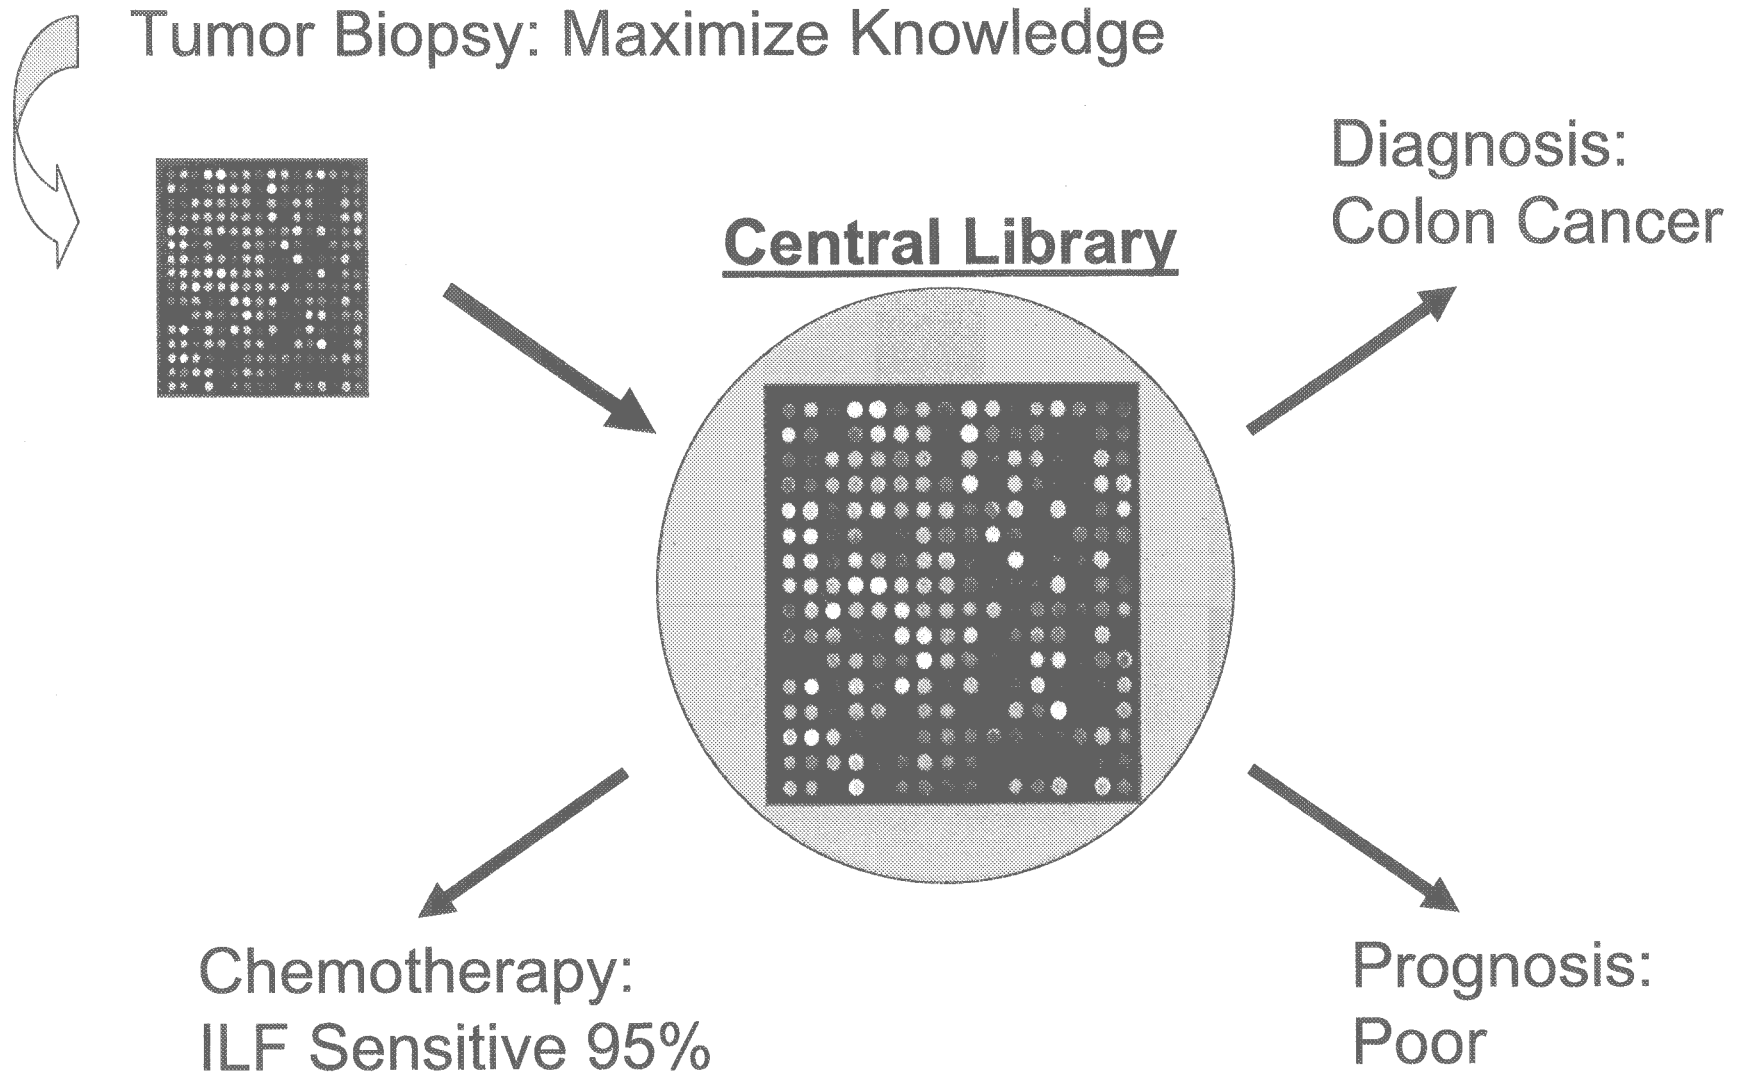 Tumor Biopsy: Maximize Knowledge
Diagnosis:
Colon Cancer
Central Library
Chemotherapy:
ILF Sensitive 95%
Prognosis:
Poor